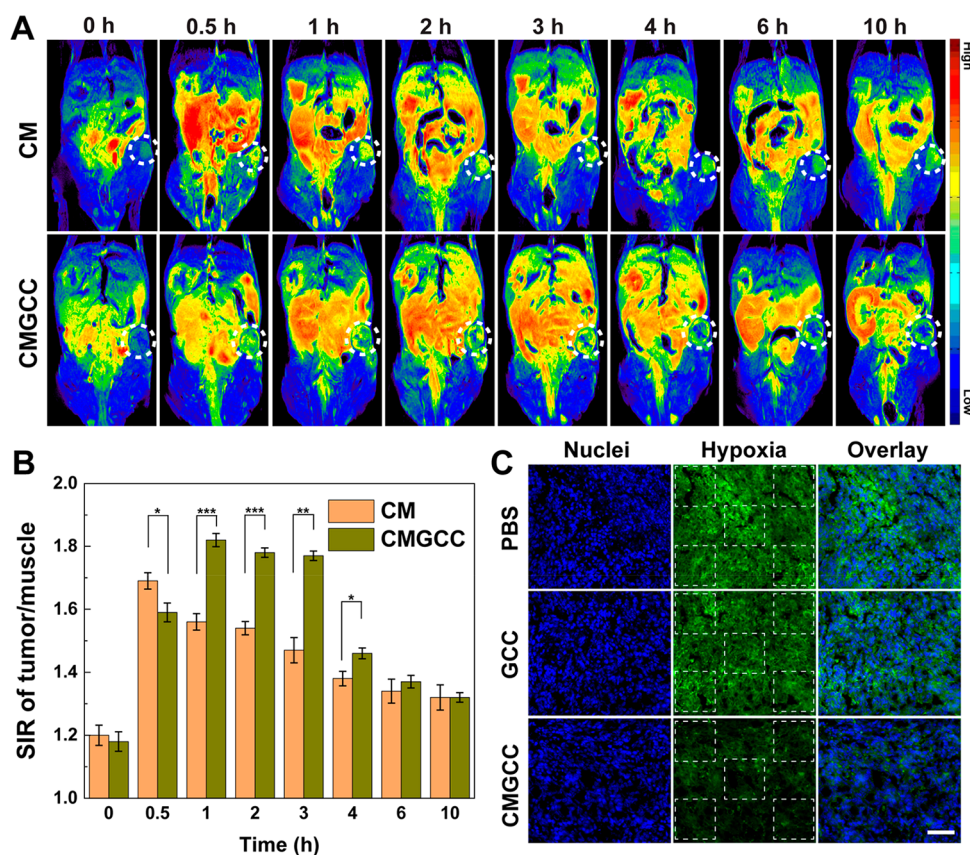 A
0 h 0.5 h 1 h 2 h 3 h 4 h 6 h 10 h
CM
CMGCC
High
Low
B
SIR of tumor/muscle
2.0
1.8
1.6
1.4
1.2
1.0
CM
CMGCC
* *** *** ** *
0 0.5 1 2 3 4 6 10
Time (h)
C
Nuclei Hypoxia Overlay
PBS
GCC
CMGCC